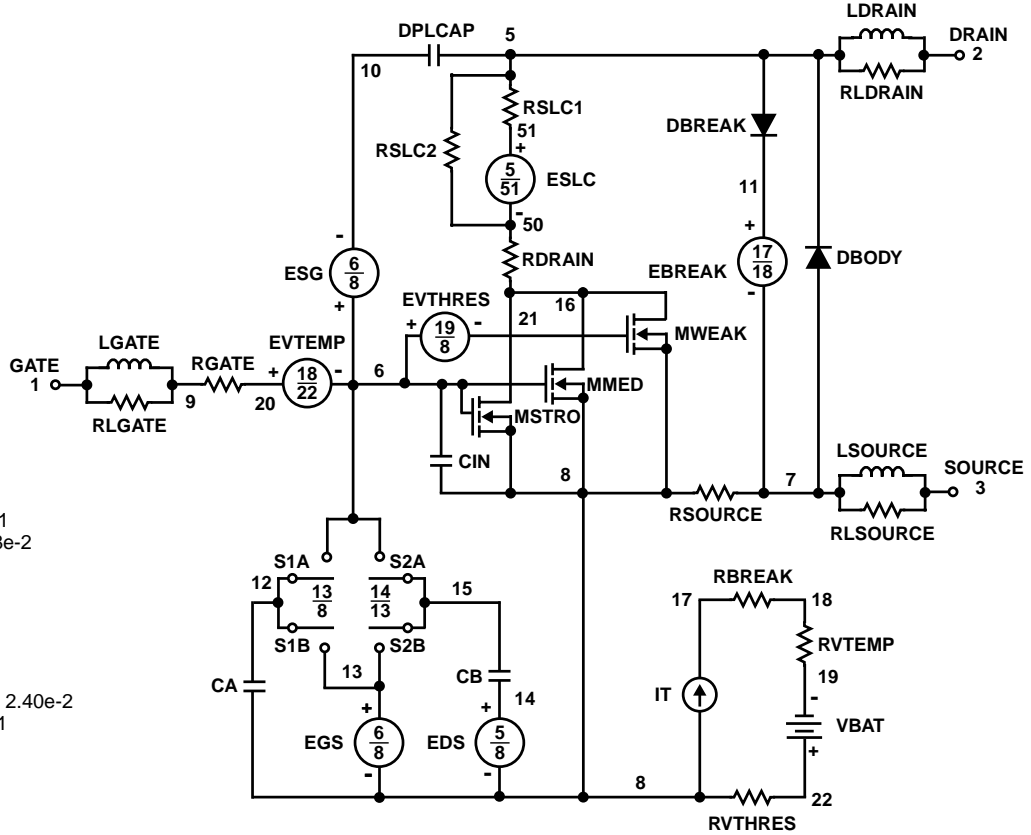 LDRAIN
DPLCAP
5
DRAIN
2
10
RLDRAIN
RSLC1
DBREAK
51
+
RSLC2
5
51
ESLC
11
-
50
-
+
ESG
6
8
RDRAIN
EBREAK
17
18
DBODY
EVTHRES
16
-
+
+
19
8
-
21
MWEAK
LGATE
EVTEMP
GATE
1
RGATE
+
18
22
-
6
MMED
9
20
MSTRO
RLGATE
LSOURCE
CIN
8
7
SOURCE
3
RSOURCE
RLSOURCE
1
e-2
S1A
S2A
RBREAK
12
13
8
14
13
15
17
18
S1B
S2B
RVTEMP
13
CB
19
CA
14
IT
-
2.40e-2
1
+
+
VBAT
EGS
6
8
EDS
5
8
+
-
-
8
22
RVTHRES